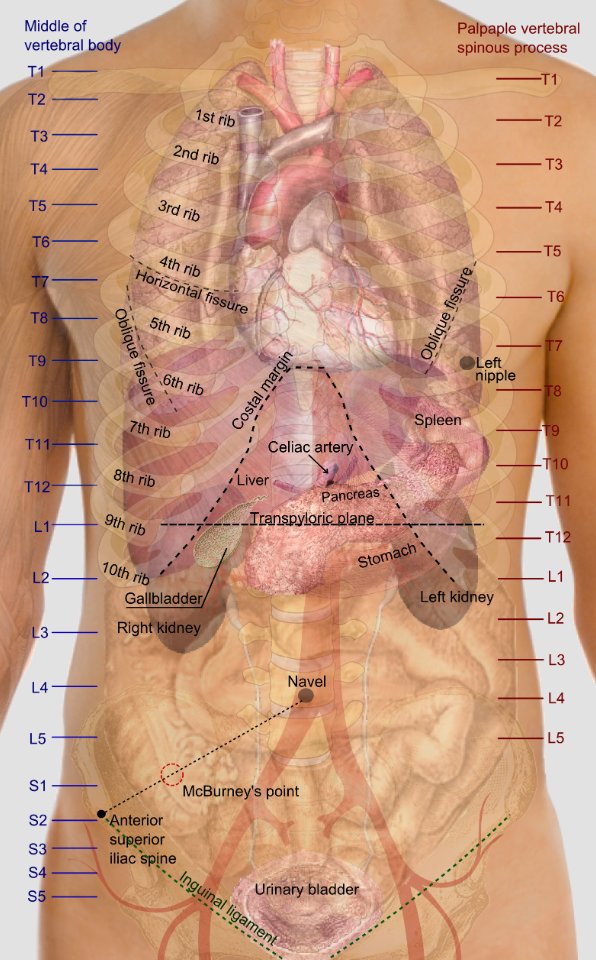 Middle of
vertebral body
Palpaple vertebral
spinous process
T1
T2
T3
T4
T5
T6
T7
T8
T9
T10
T11
T12
L1
L2
L3
L4
L5
S1
S2
S3
S4
S5
T1
T2
T3
T4
T5
T6
T7
T8
T9
T10
T11
T12
L1
L2
L3
L4
L5
1st rib
2nd rib
3rd rib
4th rib
Horizontal fissure
5th rib
Oblique fissure
Oblique fissure
6th rib
Costal margin
Left
nipple
7th rib
Spleen
Celiac artery
8th rib
Liver
Pancreas
9th rib
Transpyloric plane
Stomach
10th rib
Gallbladder
Left kidney
Right kidney
Navel
McBurney's point
Anterior
superior
iliac spine
Inguinal ligament
Urinary bladder